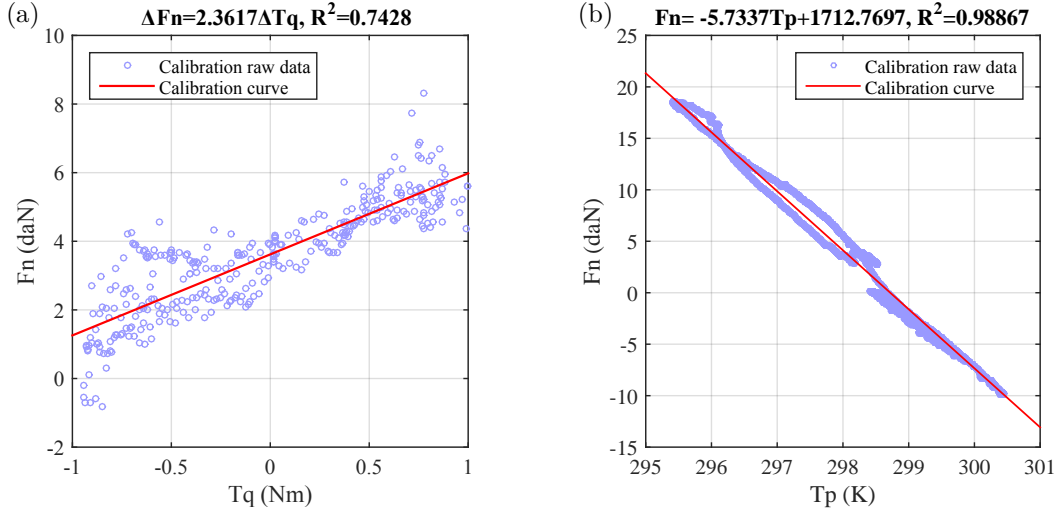 (a)
ΔFn=2.3617ΔTq, R²=0.7428
Fn (daN)
10
8
6
4
2
0
-2
Calibration raw data
Calibration curve
-1
-0.5
0
0.5
1
Tq (Nm)
(b)
Fn= -5.7337Tp+1712.7697, R²=0.98867
Fn (daN)
25
20
15
10
5
0
-5
-10
-15
Calibration raw data
Calibration curve
295
296
297
298
299
300
301
Tp (K)